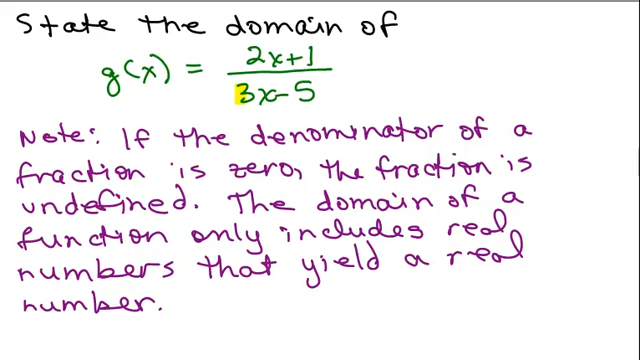 State the domain of
g(x) = 2x+1 / 3x-5
Note: If the denominator of a
fraction is zero, the fraction is
undefined. The domain of a
function only includes real
numbers that yield a real
number.